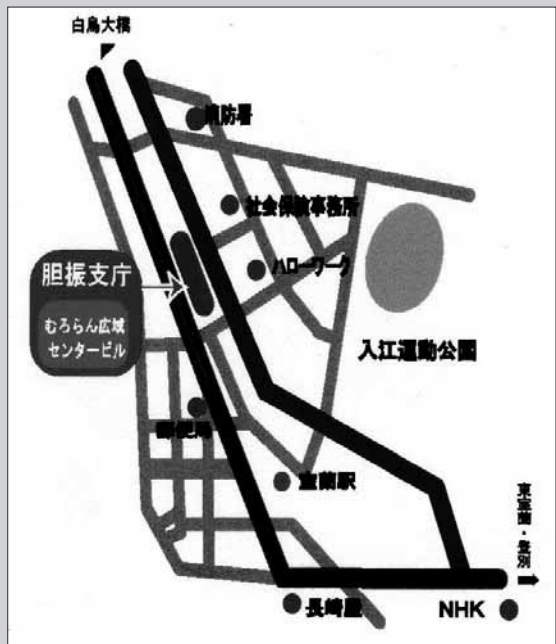 白鳥大橋
消防署
社会保険事務所
ハローワーク
胆振支庁
むろらん広域
センタービル
入江運動公園
郵便局
室蘭駅
東室蘭・登別
長崎屋
NHK